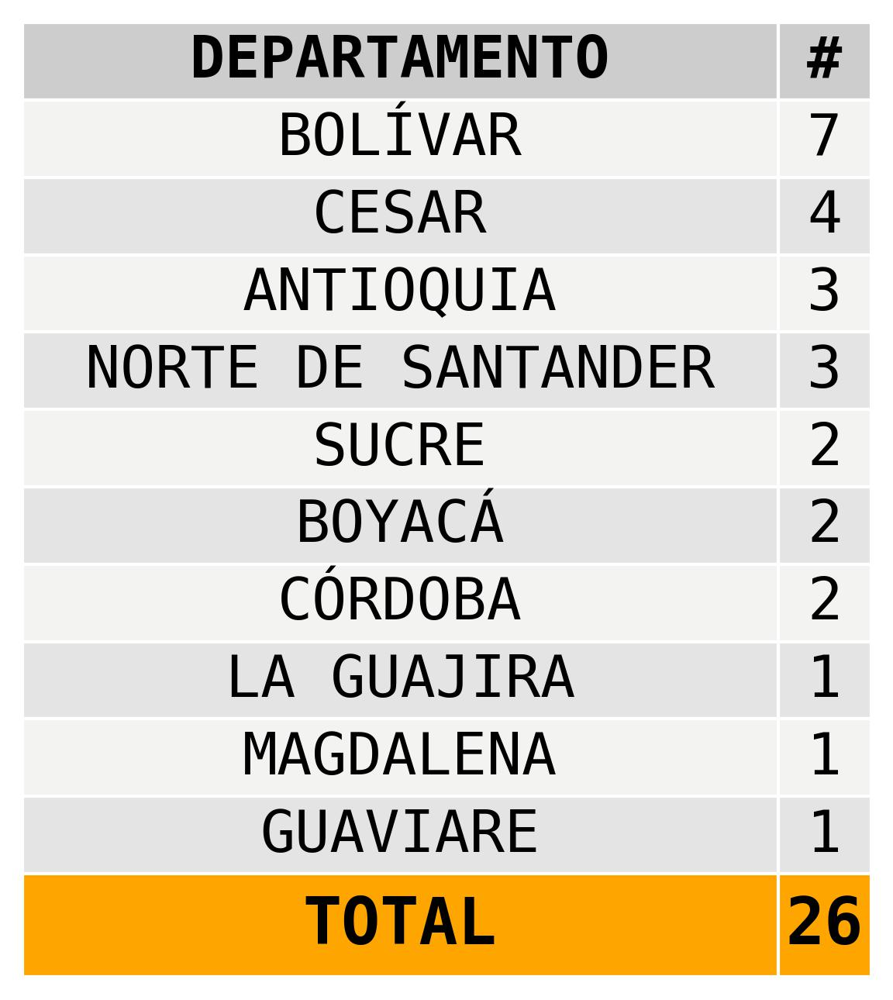 DEPARTAMENTO #
BOLÍVAR 7
CESAR 4
ANTIOQUIA 3
NORTE DE SANTANDER 3
SUCRE 2
BOYACÁ 2
CÓRDOBA 2
LA GUAJIRA 1
MAGDALENA 1
GUAVIARE 1
TOTAL 26